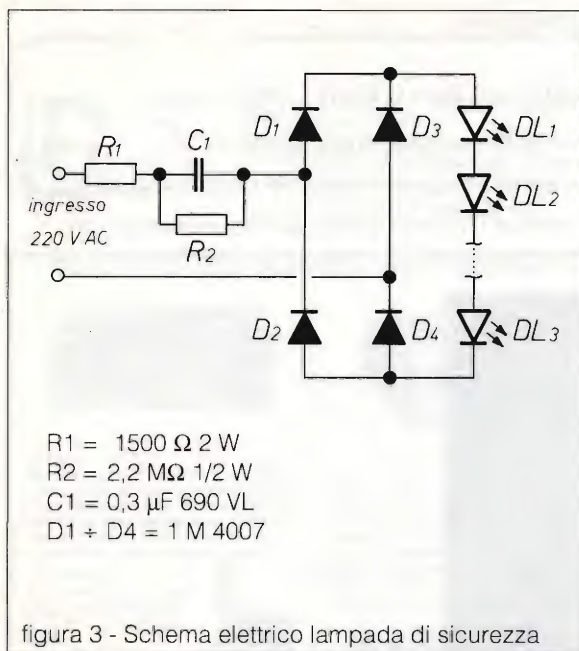 R1
C1
D1
D3
DL1
DL2
ingresso
220 V AC
R2
D2
D4
DL3
R1 = 1500 Ω 2 W
R2 = 2,2 MΩ 1/2 W
C1 = 0,3 µF 690 VL
D1 ÷ D4 = 1 M 4007
figura 3 - Schema elettrico lampada di sicurezza